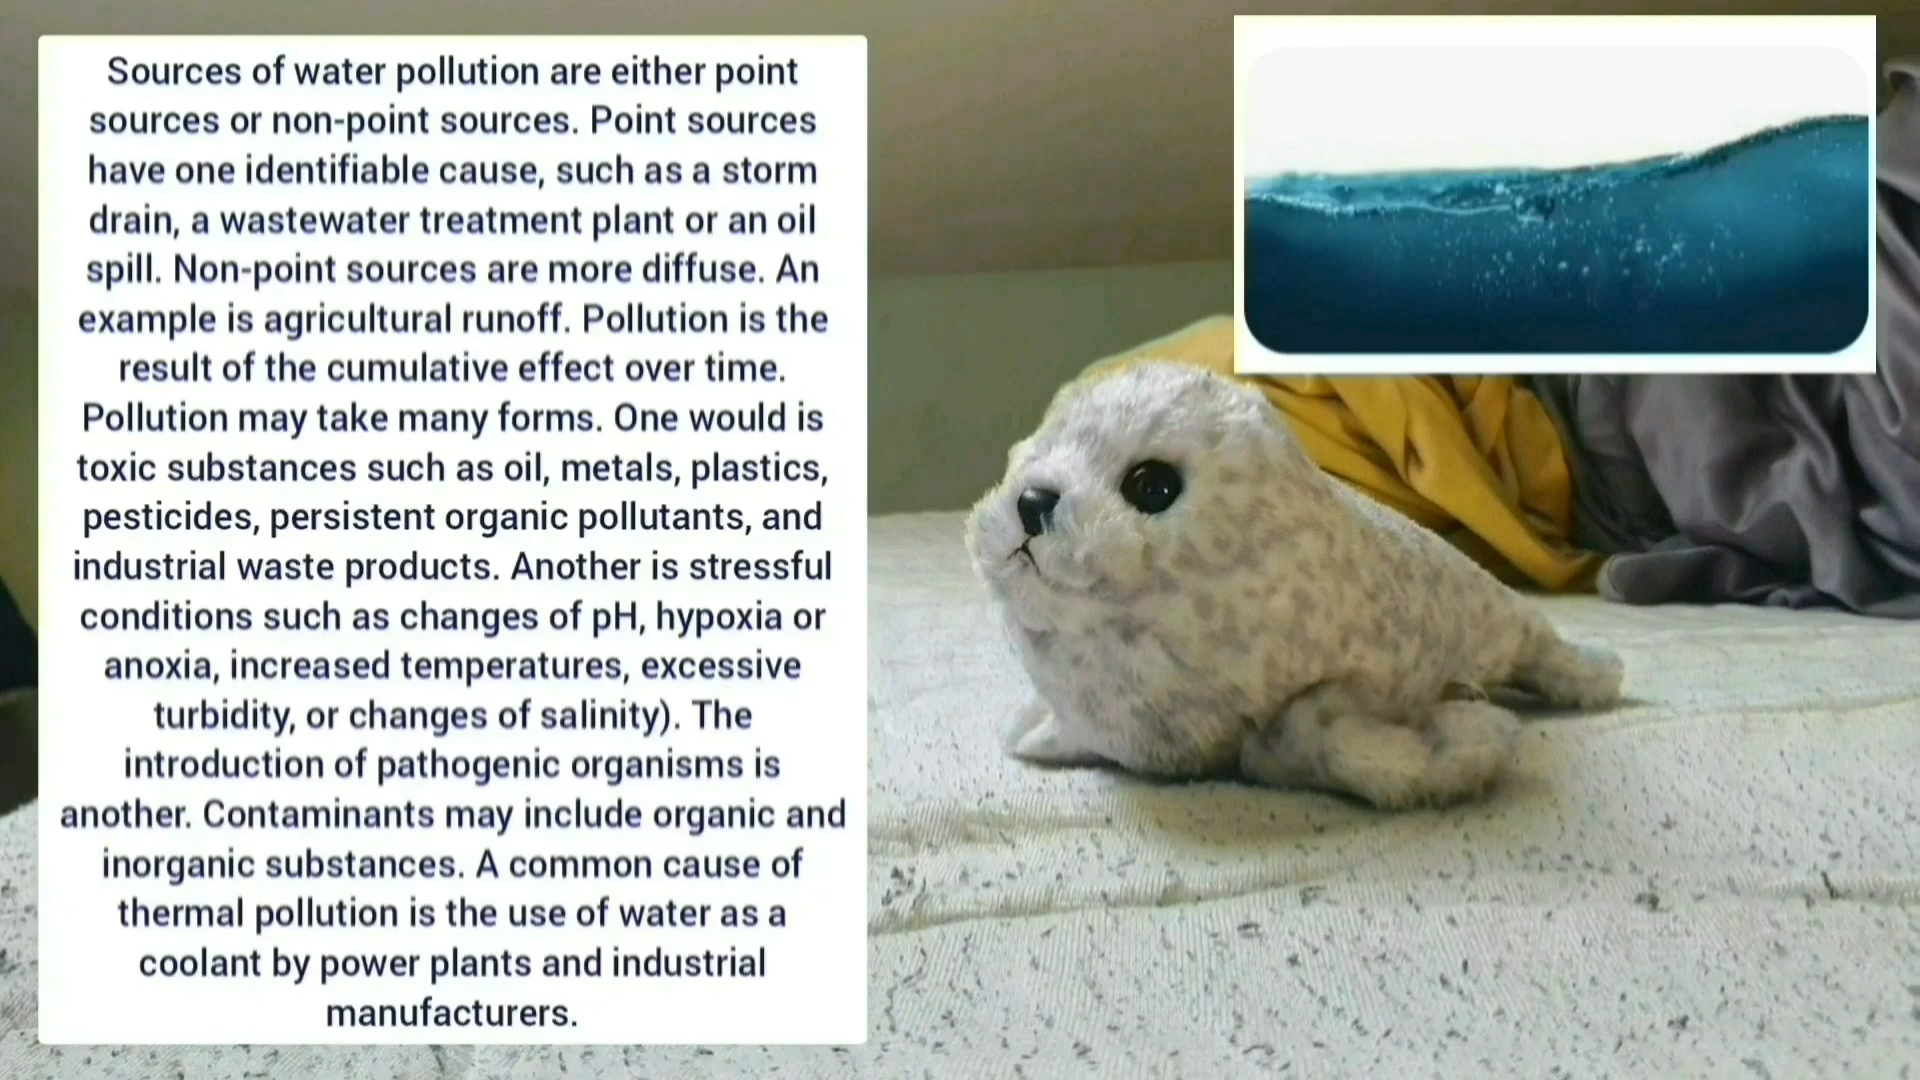 Sources of water pollution are either point
sources or non-point sources. Point sources
have one identifiable cause, such as a storm
drain, a wastewater treatment plant or an oil
spill. Non-point sources are more diffuse. An
example is agricultural runoff. Pollution is the
result of the cumulative effect over time.
Pollution may take many forms. One would is
toxic substances such as oil, metals, plastics,
pesticides, persistent organic pollutants, and
industrial waste products. Another is stressful
conditions such as changes of pH, hypoxia or
anoxia, increased temperatures, excessive
turbidity, or changes of salinity). The
introduction of pathogenic organisms is
another. Contaminants may include organic and
inorganic substances. A common cause of
thermal pollution is the use of water as a
coolant by power plants and industrial
manufacturers.